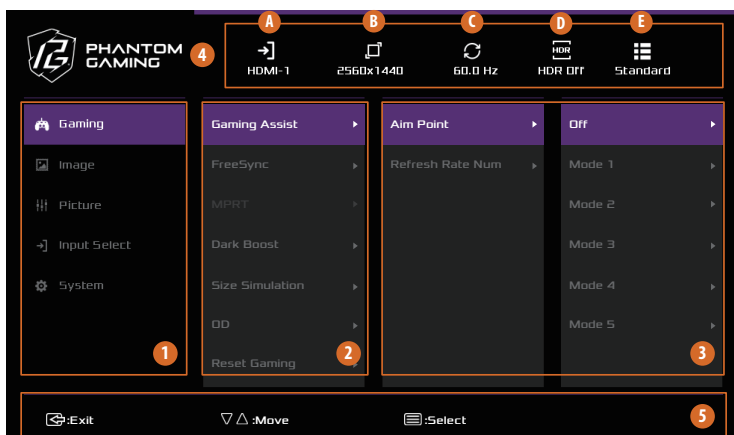 A B C D E
PHANTOM
GAMING
4
HDR
HDMI-1 2560x1440 60.0 Hz HDR Off Standard
Gaming Gaming Assist Aim Point Off
Image FreeSync Refresh Rate Num Mode 1
Picture MPRT Mode 2
Input Select Dark Boost Mode 3
System Size Simulation Mode 4
OD Mode 5
1 2 3
Reset Gaming
:Exit :Move :Select 5